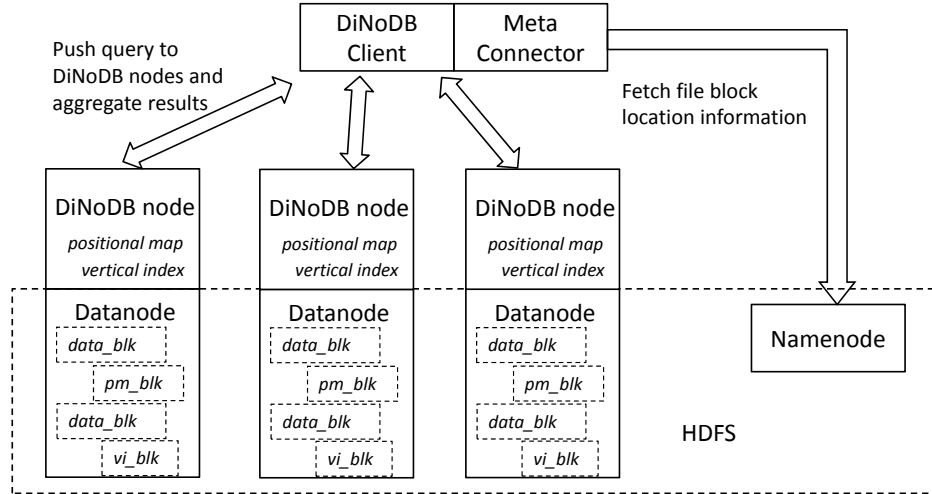 DiNoDB
Client
Meta
Connector
Push query to
DiNoDB nodes and
aggregate results
Fetch file block
location information
DiNoDB node
positional map
vertical index
DiNoDB node
positional map
vertical index
DiNoDB node
positional map
vertical index
Datanode
data_blk
pm_blk
data_blk
vi_blk
Datanode
data_blk
pm_blk
data_blk
vi_blk
Datanode
data_blk
pm_blk
data_blk
vi_blk
Namenode
HDFS